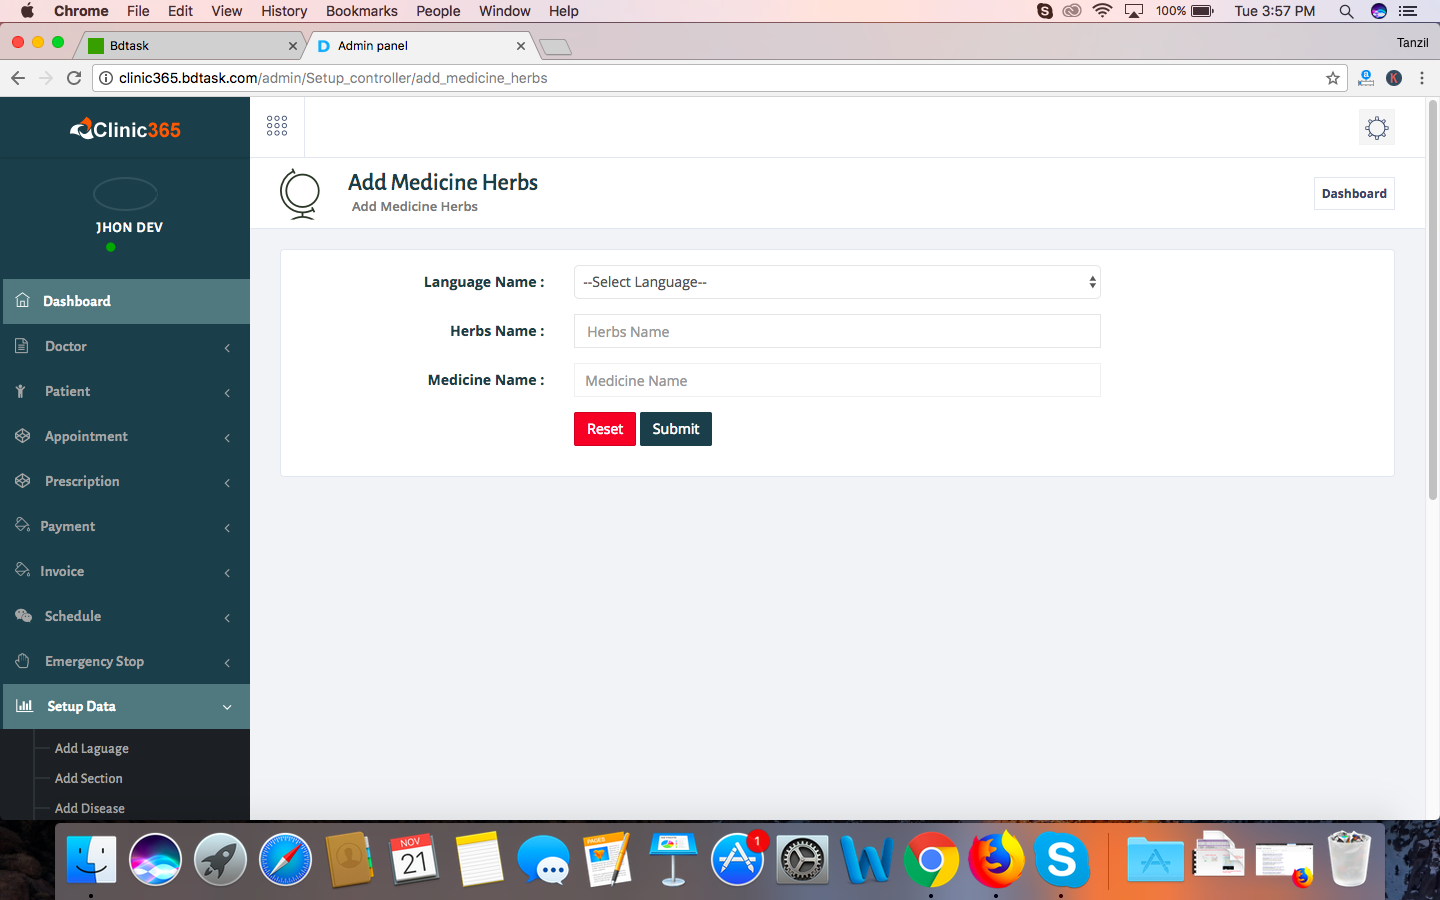 Chrome File Edit View History Bookmarks People Window Help 100% Tue 3:57 PM
Bdtask Admin panel Tanzil
clinic365.bdtask.com/admin/Setup_controller/add_medicine_herbs
Clinic365
JHON DEV
Add Medicine Herbs
Add Medicine Herbs
Dashboard
Dashboard
Doctor
Patient
Appointment
Prescription
Payment
Invoice
Schedule
Emergency Stop
Setup Data
Add Laguage
Add Section
Add Disease
Language Name : --Select Language--
Herbs Name : Herbs Name
Medicine Name : Medicine Name
Reset Submit
NOV
21
PAGES
1